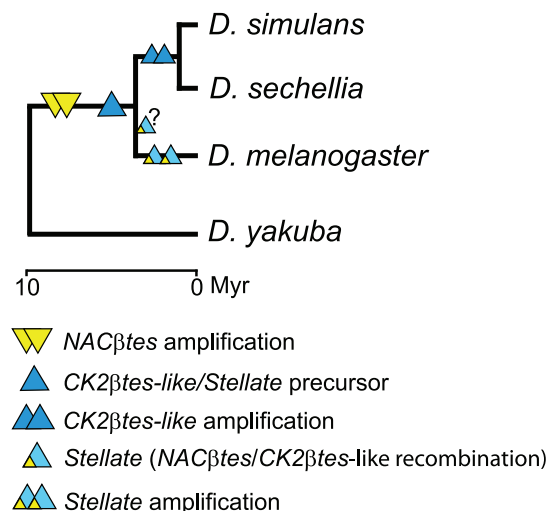 D. simulans
D. sechellia
?
D. melanogaster
D. yakuba
10 0 Myr
NACβtes amplification
CK2βtes-like/Stellate precursor
CK2βtes-like amplification
Stellate (NACβtes/CK2βtes-like recombination)
Stellate amplification